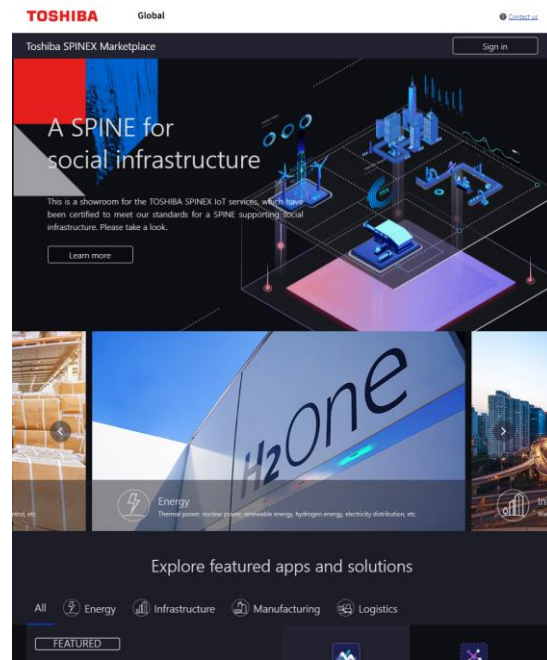 TOSHIBA
Global
Contact us
Toshiba SPINEX Marketplace
Sign in
A SPINE for
social infrastructure
This is a showroom for the TOSHIBA SPINEX IoT services, which have
been certified to meet our standards for a SPINE supporting social
infrastructure. Please take a look.
Learn more
H2One
ntrol, etc.
Energy
Thermal power, nuclear power, renewable energy, hydrogen energy, electricity distribution, etc.
In
Explore featured apps and solutions
All
Energy
Infrastructure
Manufacturing
Logistics
FEATURED